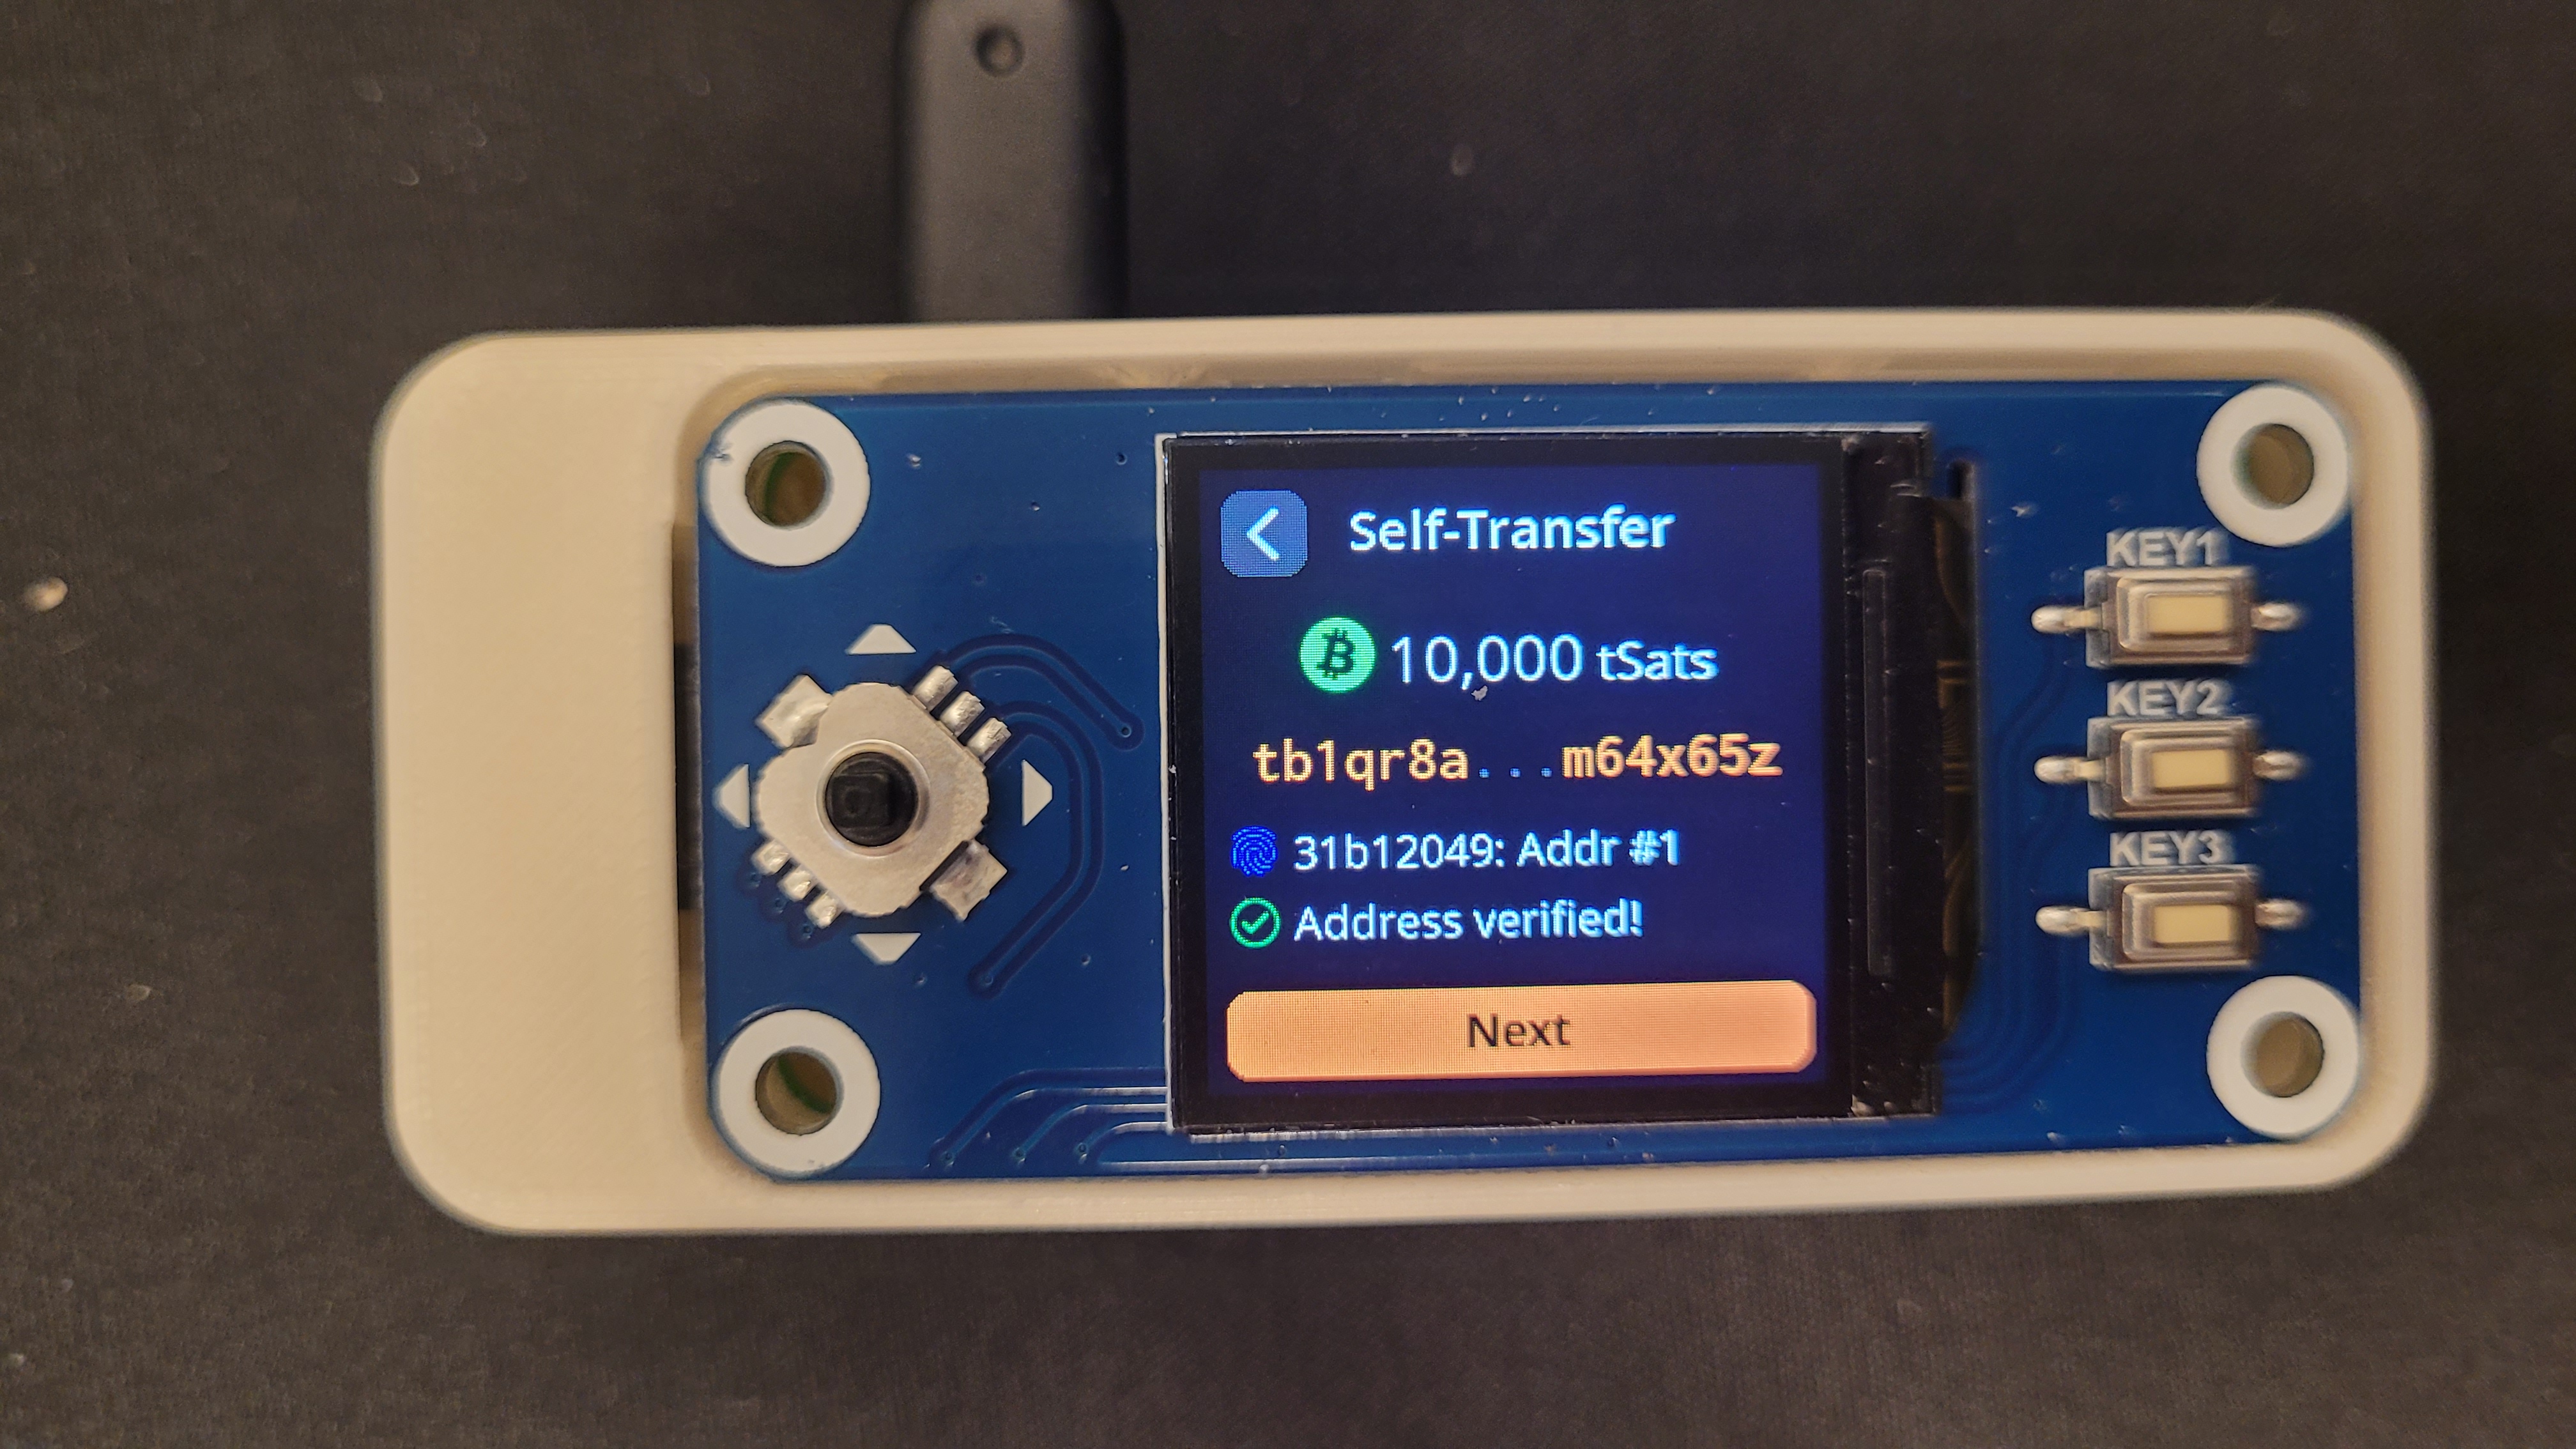 Self-Transfer
10,000 tSats
tb1qr8a...m64x65z
31b12049: Addr #1
Address verified!
Next
KEY1
KEY2
KEY3